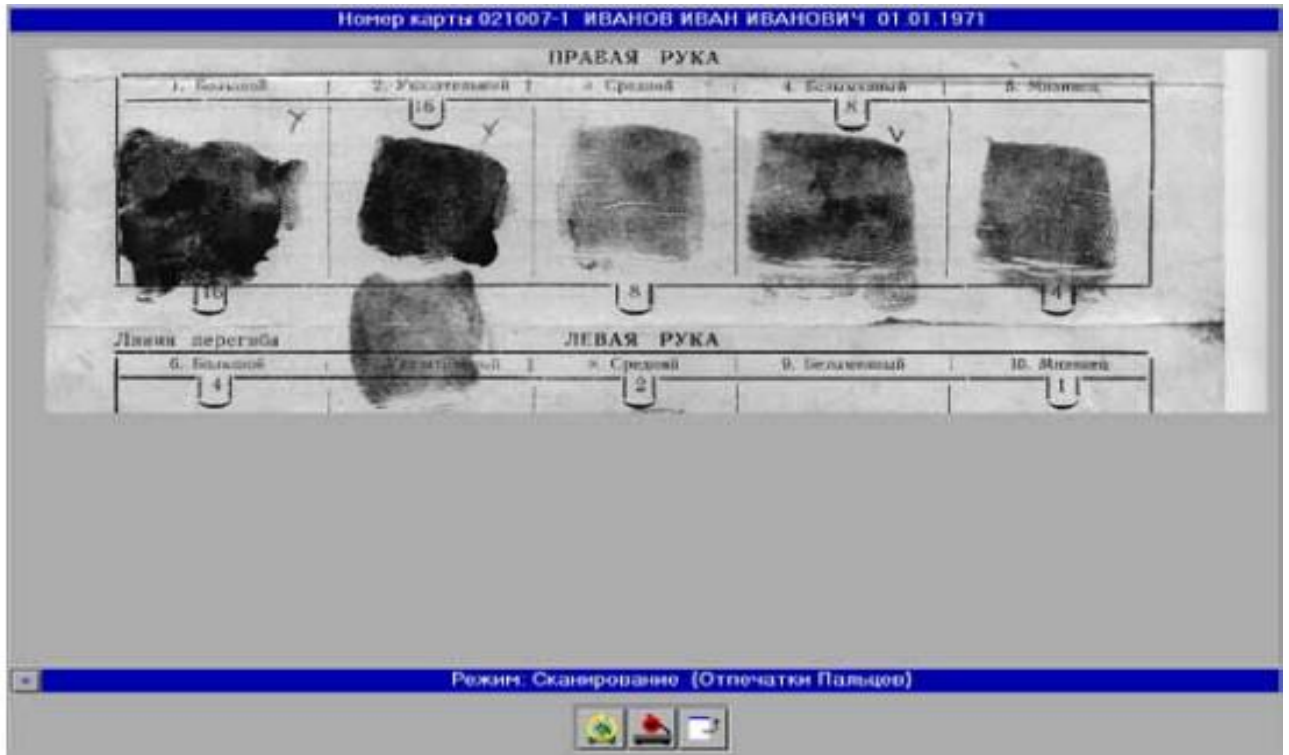 Номер карты 021007-1 ИВАНОВ ИВАН ИВАНОВИЧ 01.01.1971
ПРАВАЯ РУКА
1. Большой 2. Указательный Средний 4. Безымянный 5. Мизинец
16 8
16 8 4
Линия перегиба ЛЕВАЯ РУКА
6. Большой Средний 9. Безымянный 10. Мизинец
4 2 1
Режим: Сканирование (Отпечатки Пальцев)